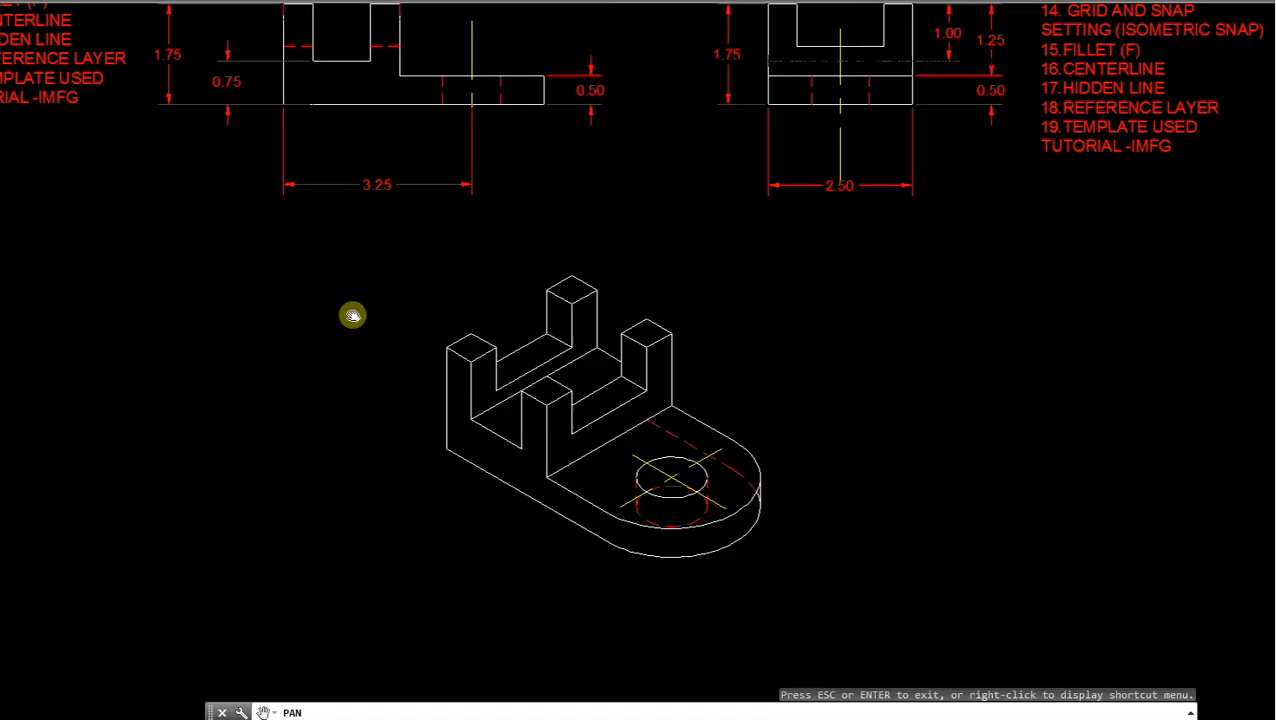 NTERLINE
DEN LINE
FERENCE LAYER
MPLATE USED
RIAL -IMFG
1.75
0.75
0.50
3.25
1.75
1.00
1.25
0.50
2.50
14. GRID AND SNAP
SETTING (ISOMETRIC SNAP)
15.FILLET (F)
16.CENTERLINE
17.HIDDEN LINE
18.REFERENCE LAYER
19.TEMPLATE USED
TUTORIAL -IMFG
Press ESC or ENTER to exit, or right-click to display shortcut menu.
PAN